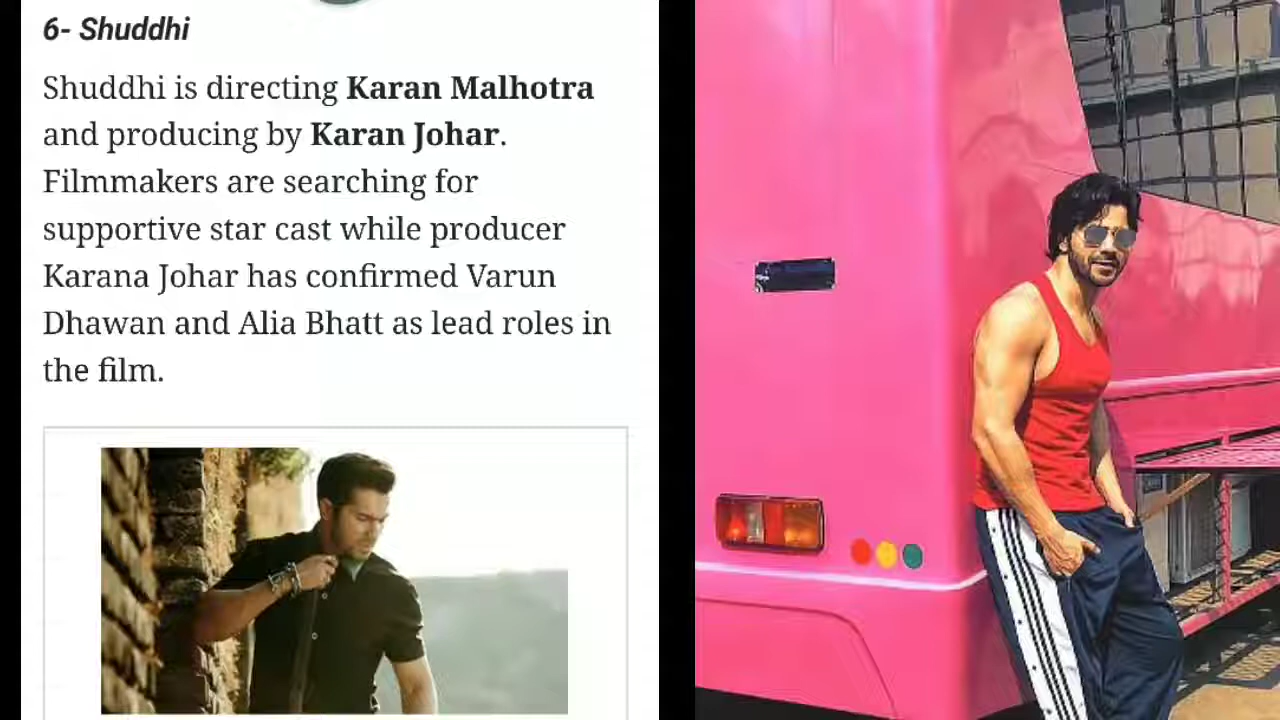 6- Shuddhi
Shuddhi is directing Karan Malhotra
and producing by Karan Johar.
Filmmakers are searching for
supportive star cast while producer
Karana Johar has confirmed Varun
Dhawan and Alia Bhatt as lead roles in
the film.